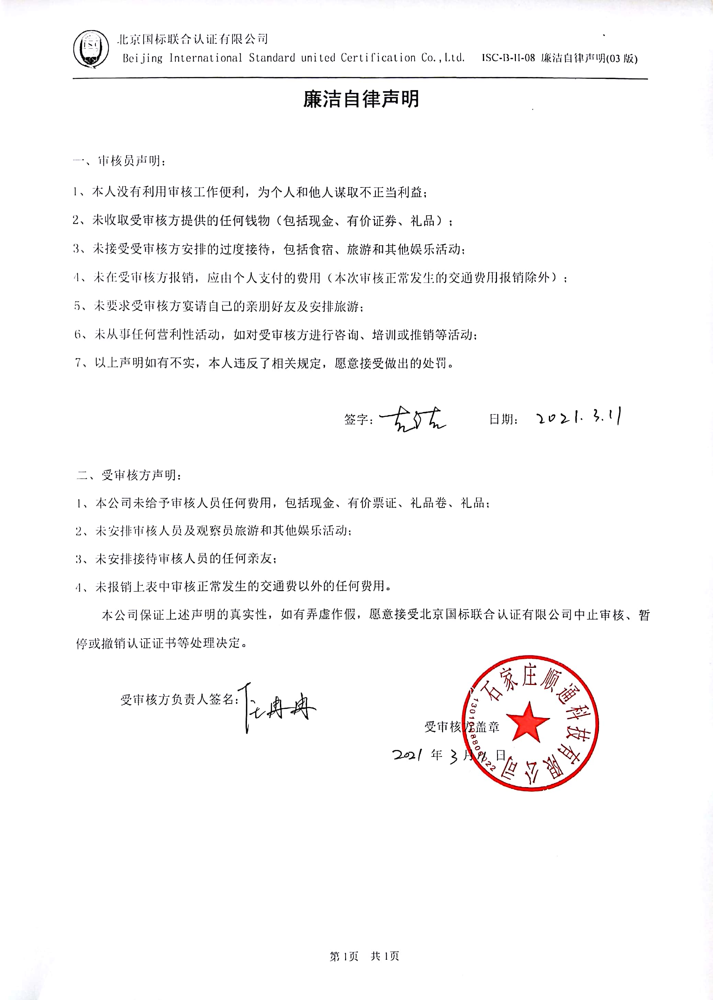 ISC
北京国标联合认证有限公司
Beijing International Standard united Certification Co.,Ltd. ISC-B-II-08 廉洁自律声明(03 版)
廉洁自律声明
一、审核员声明：
1、本人没有利用审核工作便利，为个人和他人谋取不正当利益；
2、未收取受审核方提供的任何钱物（包括现金、有价证券、礼品）；
3、未接受受审核方安排的过度接待，包括食宿、旅游和其他娱乐活动；
4、未在受审核方报销，应由个人支付的费用（本次审核正常发生的交通费用报销除外）；
5、未要求受审核方宴请自己的亲朋好友及安排旅游；
6、未从事任何营利性活动，如对受审核方进行咨询、培训或推销等活动；
7、以上声明如有不实，本人违反了相关规定，愿意接受做出的处罚。
签字： 日期： 2021.3.11
二、受审核方声明：
1、本公司未给予审核人员任何费用，包括现金、有价票证、礼品卷、礼品；
2、未安排审核人员及观察员旅游和其他娱乐活动；
3、未安排接待审核人员的任何亲友；
4、未报销上表中审核正常发生的交通费以外的任何费用。
本公司保证上述声明的真实性，如有弄虚作假，愿意接受北京国标联合认证有限公司中止审核、暂
停或撤销认证证书等处理决定。
受审核方负责人签名：任冉冉
受审核方盖章
2021 年 3 月 11 日
石家庄顺通科技有限公司
第 1页 共 1页